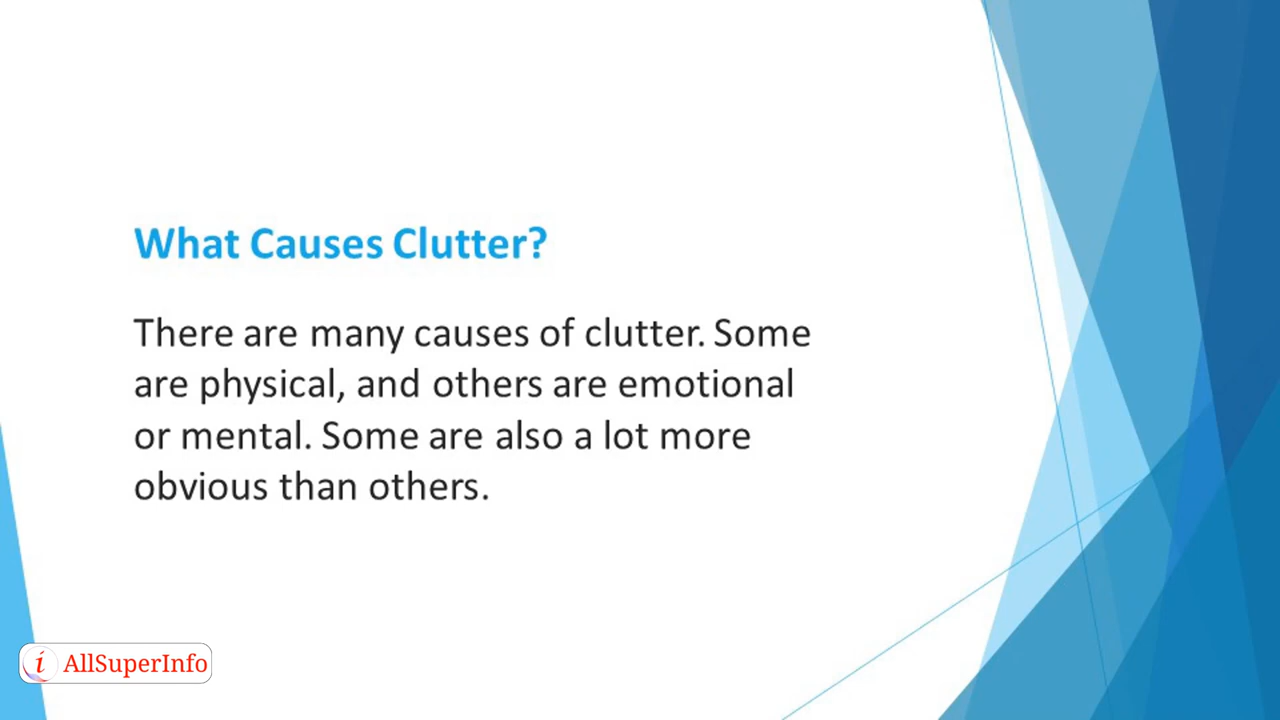 What Causes Clutter?
There are many causes of clutter. Some
are physical, and others are emotional
or mental. Some are also a lot more
obvious than others.
i AllSuperInfo